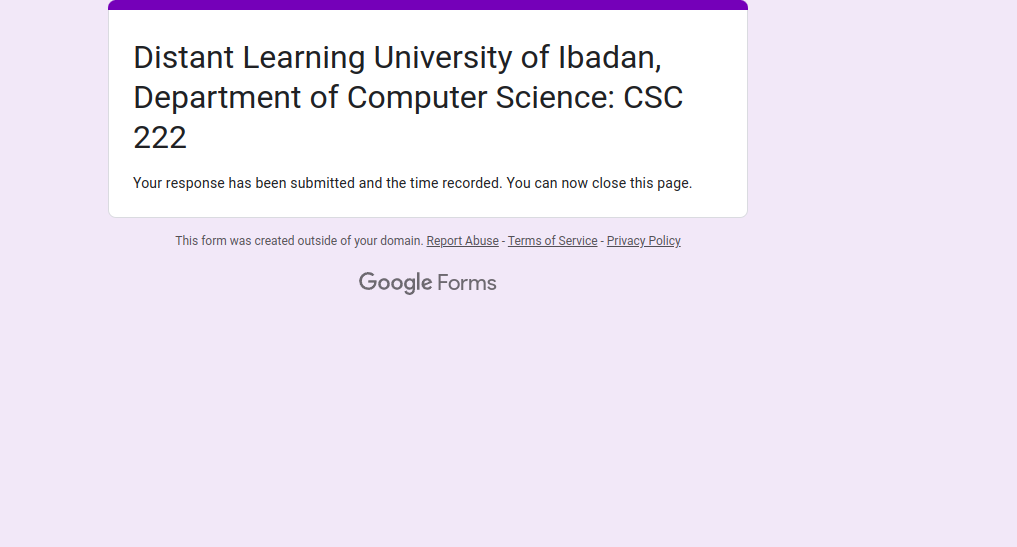 Distant Learning University of Ibadan,
Department of Computer Science: CSC
222
Your response has been submitted and the time recorded. You can now close this page.
This form was created outside of your domain. Report Abuse - Terms of Service - Privacy Policy
Google Forms